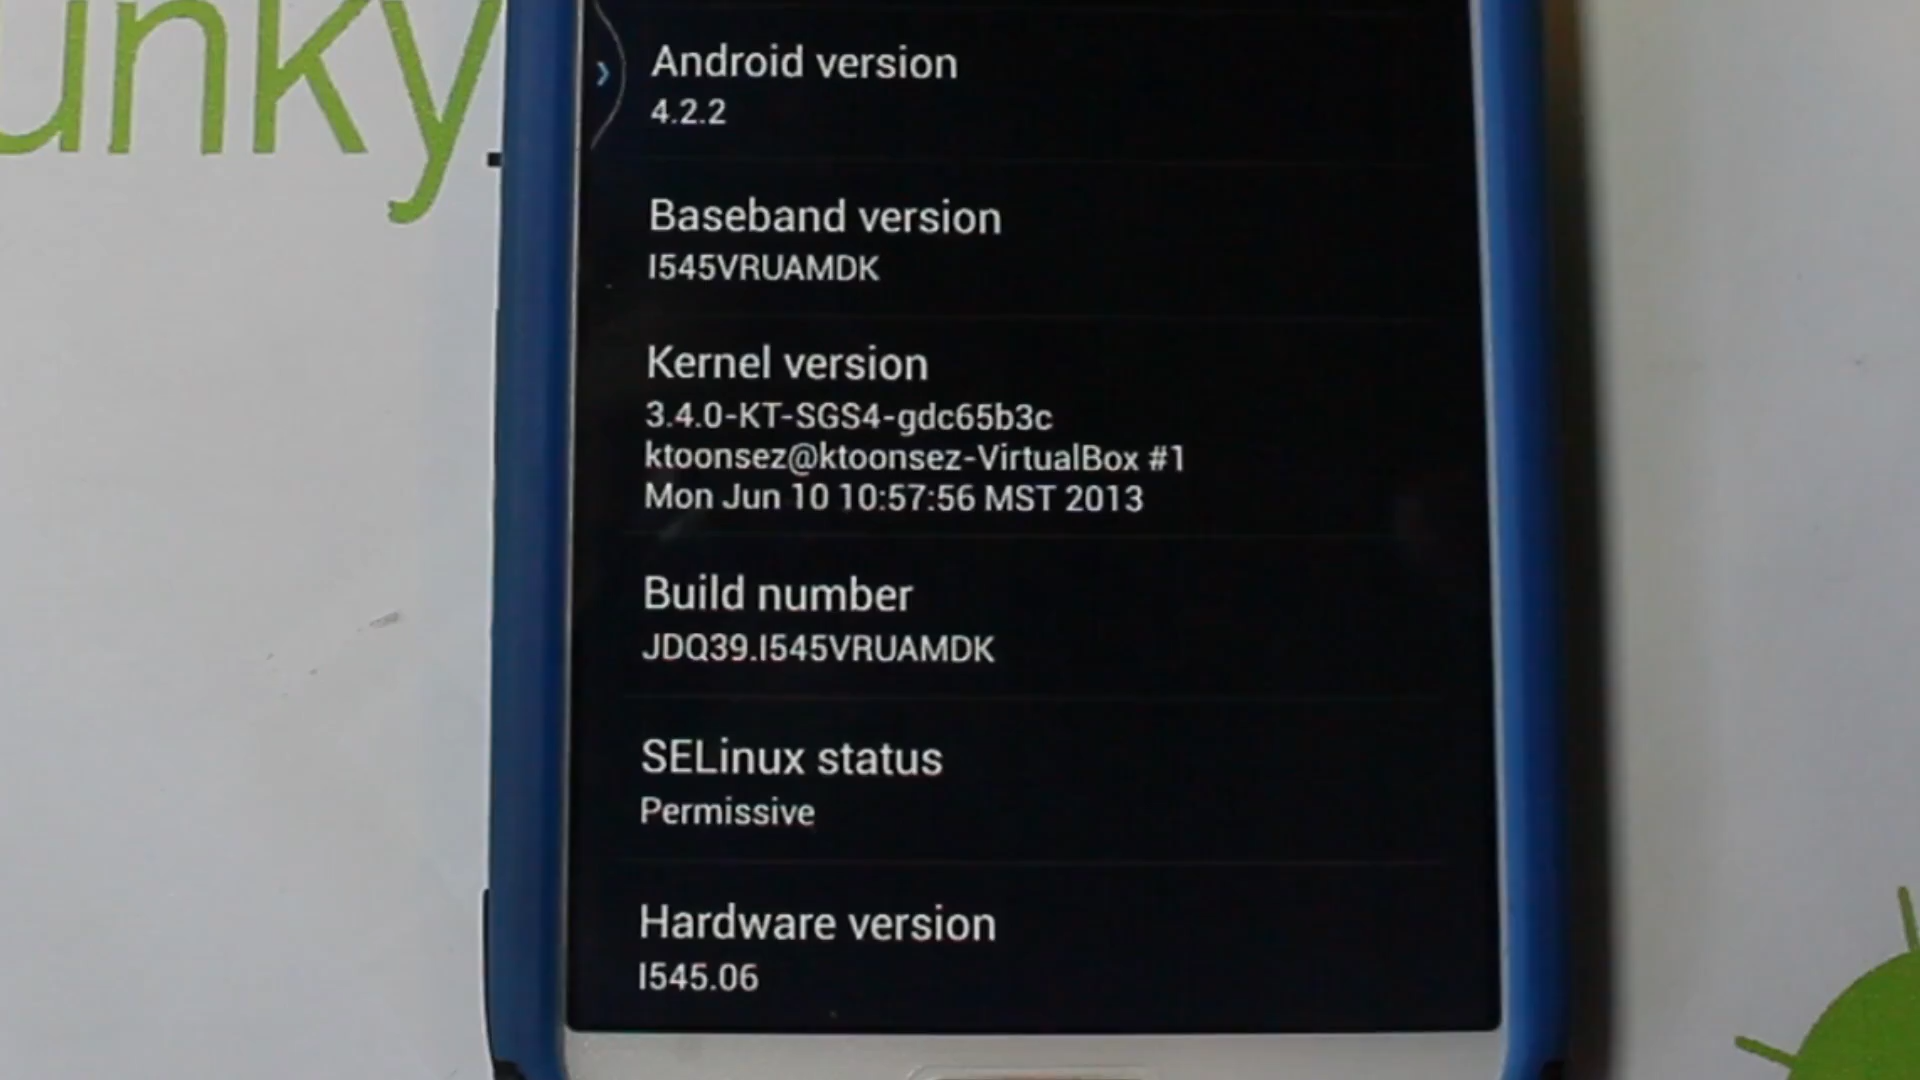 unky.
Android version
4.2.2
Baseband version
I545VRUAMDK
Kernel version
3.4.0-KT-SGS4-gdc65b3c
ktoonsez@ktoonsez-VirtualBox #1
Mon Jun 10 10:57:56 MST 2013
Build number
JDQ39.I545VRUAMDK
SELinux status
Permissive
Hardware version
I545.06